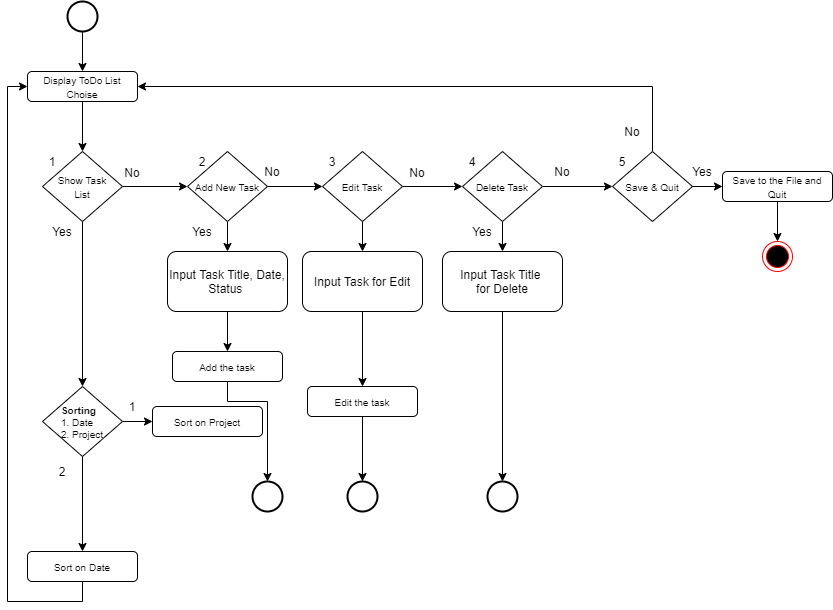 Display ToDo List
Choise
No
1
2
3
4
5
No
No
No
No
Yes
Show Task
List
Add New Task
Edit Task
Delete Task
Save & Quit
Save to the File and
Quit
Yes
Yes
Yes
Input Task Title, Date,
Status
Input Task for Edit
Input Task Title
for Delete
Add the task
Edit the task
Sorting
1. Date
2. Project
1
Sort on Project
2
Sort on Date